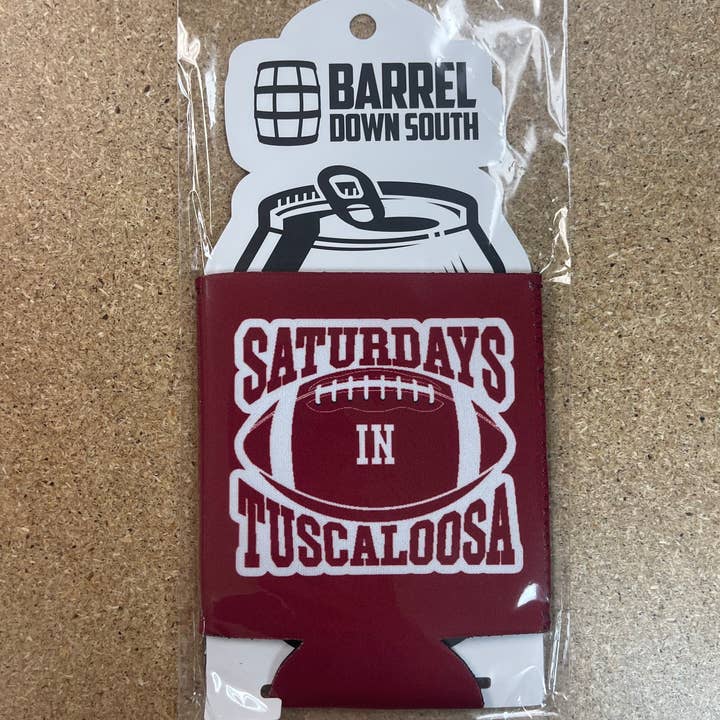 BARREL
DOWN SOUTH
SATURDAYS
IN
TUSCALOOSA